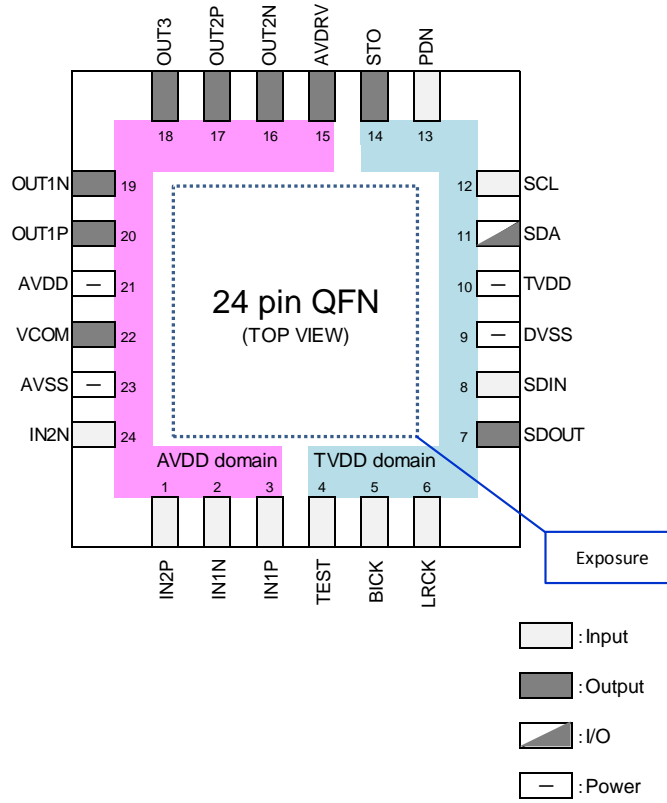 OUT3
OUT2P
OUT2N
AVDRV
STO
PDN
18
17
16
15
14
13
OUT1N
19
OUT1P
20
AVDD
–
21
VCOM
22
AVSS
–
23
IN2N
24
12
SCL
11
SDA
10
–
TVDD
9
–
DVSS
8
SDIN
7
SDOUT
24 pin QFN
(TOP VIEW)
AVDD domain
TVDD domain
1
2
3
4
5
6
IN2P
IN1N
IN1P
TEST
BICK
LRCK
Exposure
: Input
: Output
: I/O
– : Power